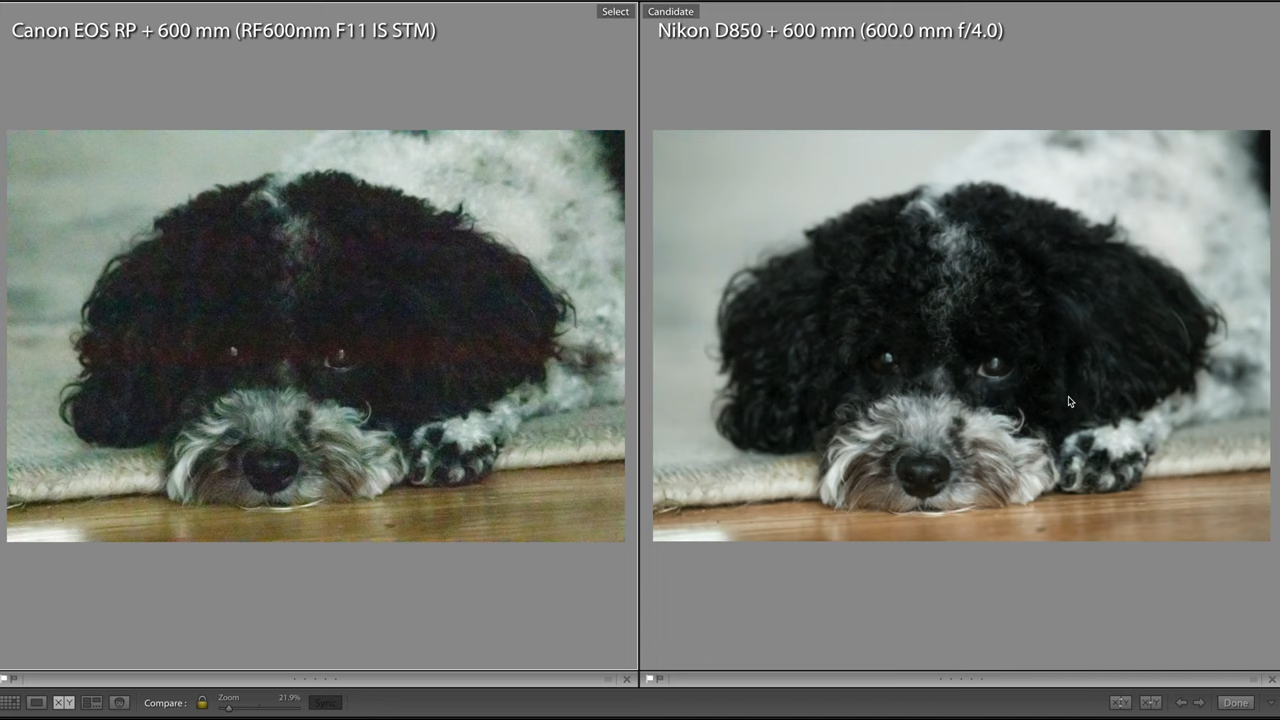 Select
Candidate
Canon EOS RP + 600 mm (RF600mm F11 IS STM)
Nikon D850 + 600 mm (600.0 mm f/4.0)
XY
Compare :
Zoom
21.9%
Sync
Done